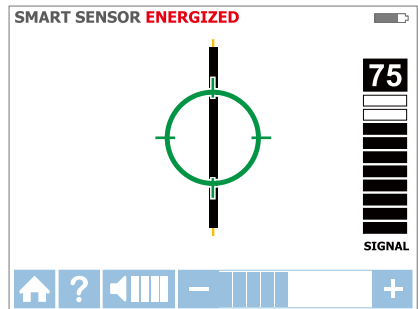 SMART SENSOR ENERGIZED
75
SIGNAL
?
− +